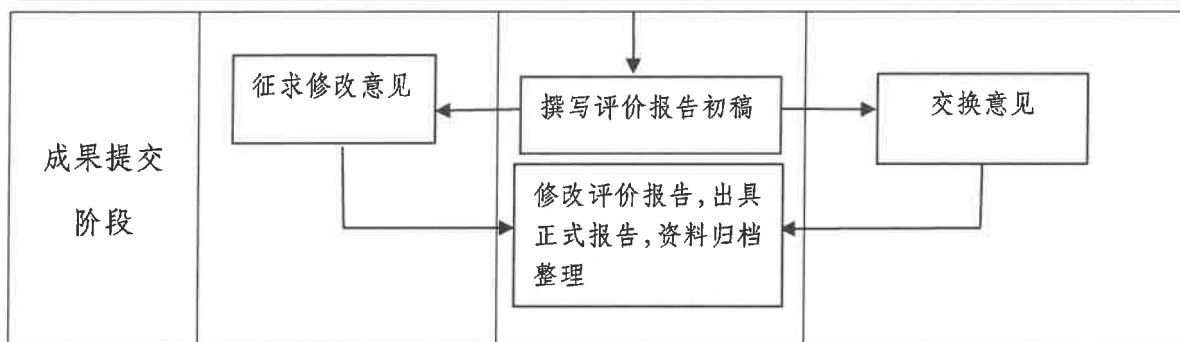 成果提交
阶段
征求修改意见
撰写评价报告初稿
交换意见
修改评价报告,出具
正式报告,资料归档
整理